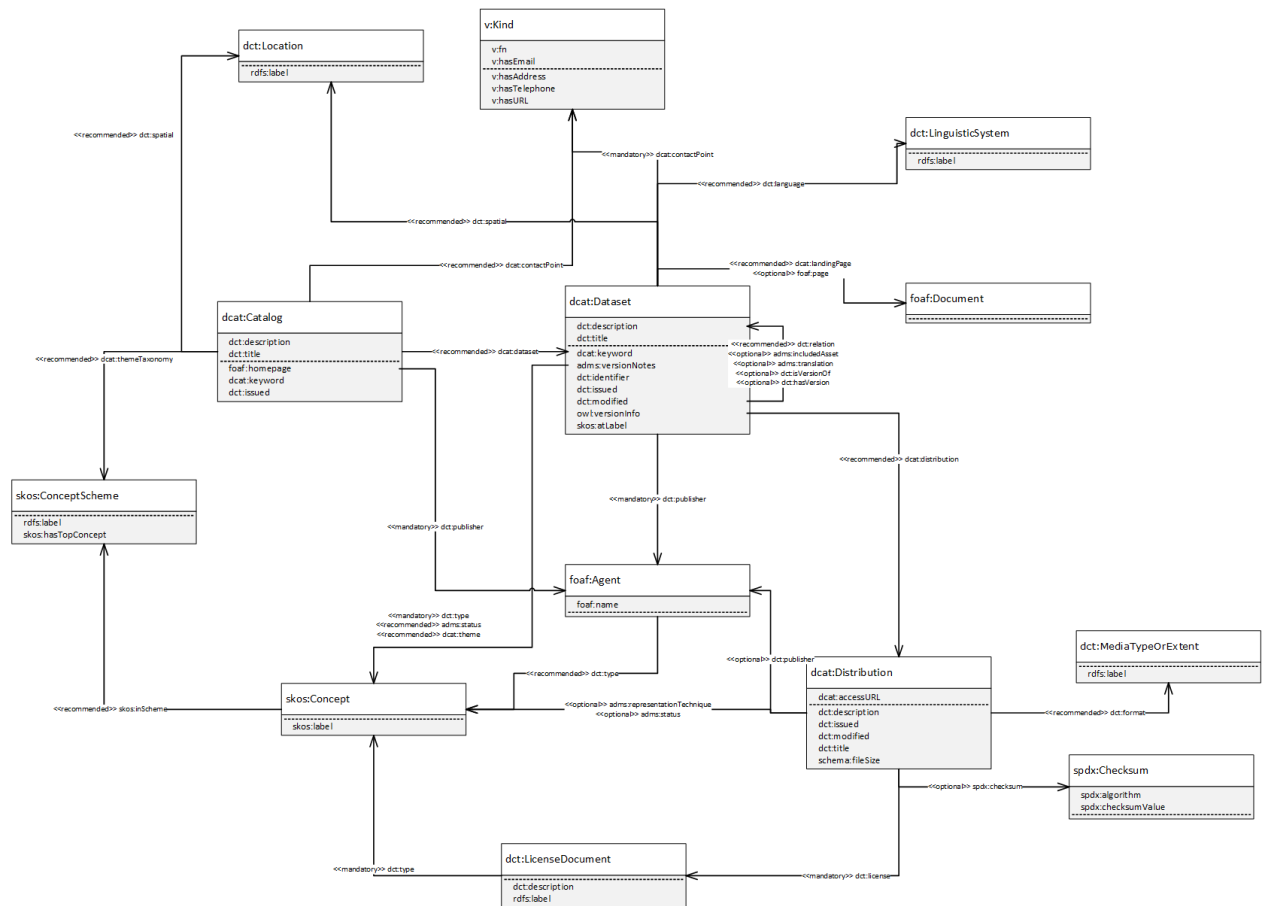 v:Kind
v:fn
v:hasEmail
v:hasAddress
v:hasTelephone
v:hasURL
dct:Location
rdfs:label
<<recommended>> dct:spatial
<<mandatory>> dcat:contactPoint
dct:LinguisticSystem
rdfs:label
<<recommended>> dct:language
<<recommended>> dct:spatial
<<recommended>> dcat:contactPoint
<<recommended>> dcat:landingPage
<<optional>> foaf:page
foaf:Document
dcat:Catalog
dct:description
dct:title
foaf:homepage
dcat:keyword
dct:issued
dcat:Dataset
dct:description
dct:title
dcat:keyword
adms:versionNotes
dct:identifier
dct:issued
dct:modified
owl:versionInfo
skos:atLabel
<<recommended>> dct:relation
<<optional>> adms:includedAsset
<<optional>> adms:translation
<<optional>> dct:isVersionOf
<<optional>> dct:hasVersion
<<recommended>> dcat:themeTaxonomy
<<recommended>> dcat:dataset
<<recommended>> dcat:distribution
skos:ConceptScheme
rdfs:label
skos:hasTopConcept
<<mandatory>> dct:publisher
<<mandatory>> dct:publisher
foaf:Agent
foaf:name
<<mandatory>> dct:type
<<recommended>> adms:status
<<recommended>> dcat:theme
<<recommended>> dct:type
<<optional>> dct:publisher
dcat:Distribution
dcat:accessURL
dct:description
dct:issued
dct:modified
dct:title
schema:fileSize
dct:MediaTypeOrExtent
rdfs:label
<<recommended>> skos:inScheme
skos:Concept
skos:label
<<optional>> adms:representationTechnique
<<optional>> adms:status
<<recommended>> dct:format
spdx:Checksum
spdx:algorithm
spdx:checksumValue
<<optional>> spdx:checksum
<<mandatory>> dct:type
dct:LicenseDocument
dct:description
rdfs:label
<<mandatory>> dct:license